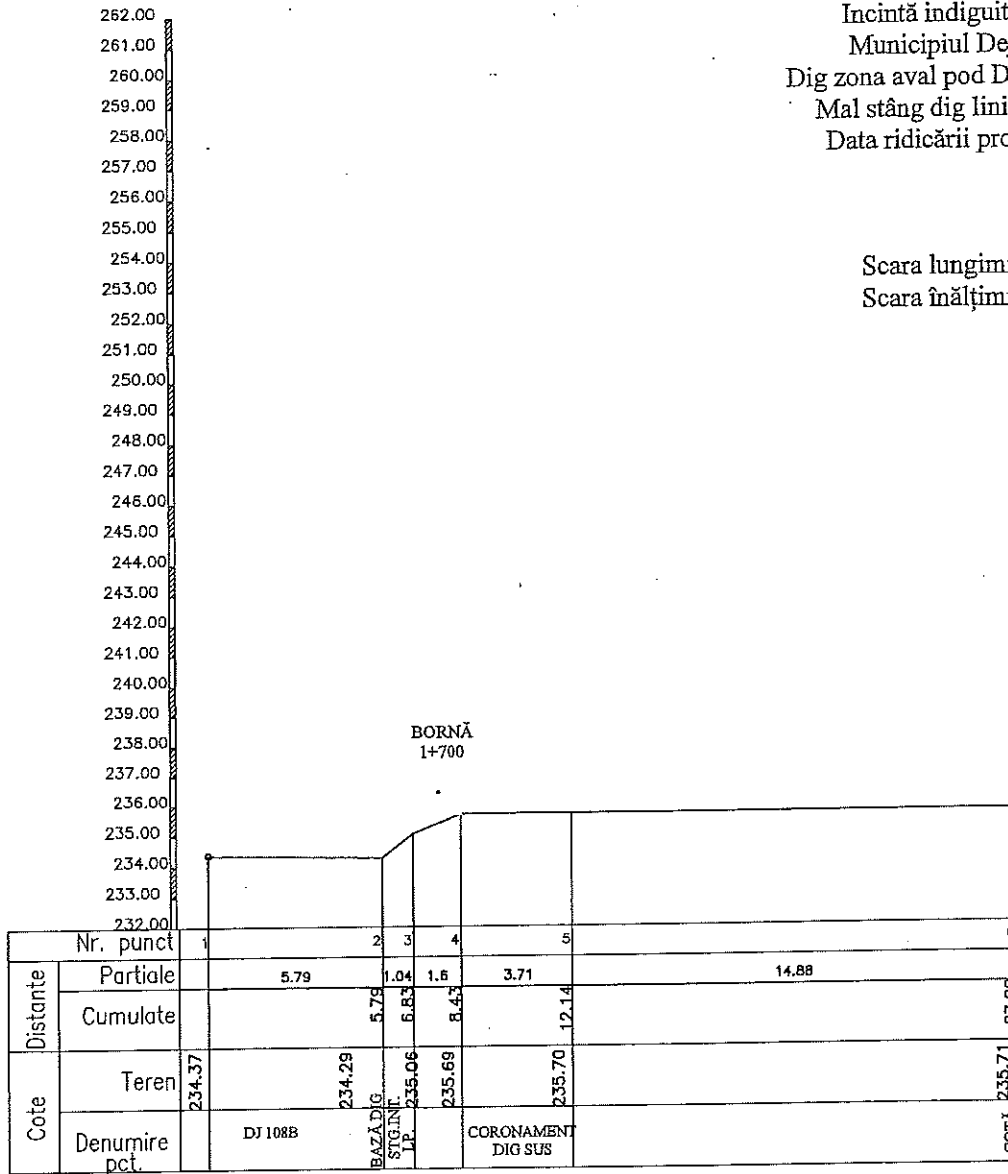 Incintă indiguit
Municipiul Dej
Dig zona aval pod D
Mal stâng dig lini
Data ridicării pro
Scara lungimi
Scara înălțimi
262.00
261.00
260.00
259.00
258.00
257.00
256.00
255.00
254.00
253.00
252.00
251.00
250.00
249.00
248.00
247.00
246.00
245.00
244.00
243.00
242.00
241.00
240.00
239.00
238.00
237.00
236.00
235.00
234.00
233.00
232.00
BORNĂ
1+700
Nr. punct 1 2 3 4 5
Distante
Partiale 5.79 1.04 1.6 3.71 14.88
Cumulate 5.79 6.83 8.43 12.14
Cote
Teren 234.37 234.29 235.06 235.69 235.70 235.71
Denumire
pct.
DJ 108B
BAZĂ DIG
STG.INT.
LP.
CORONAMENT
DIG SUS